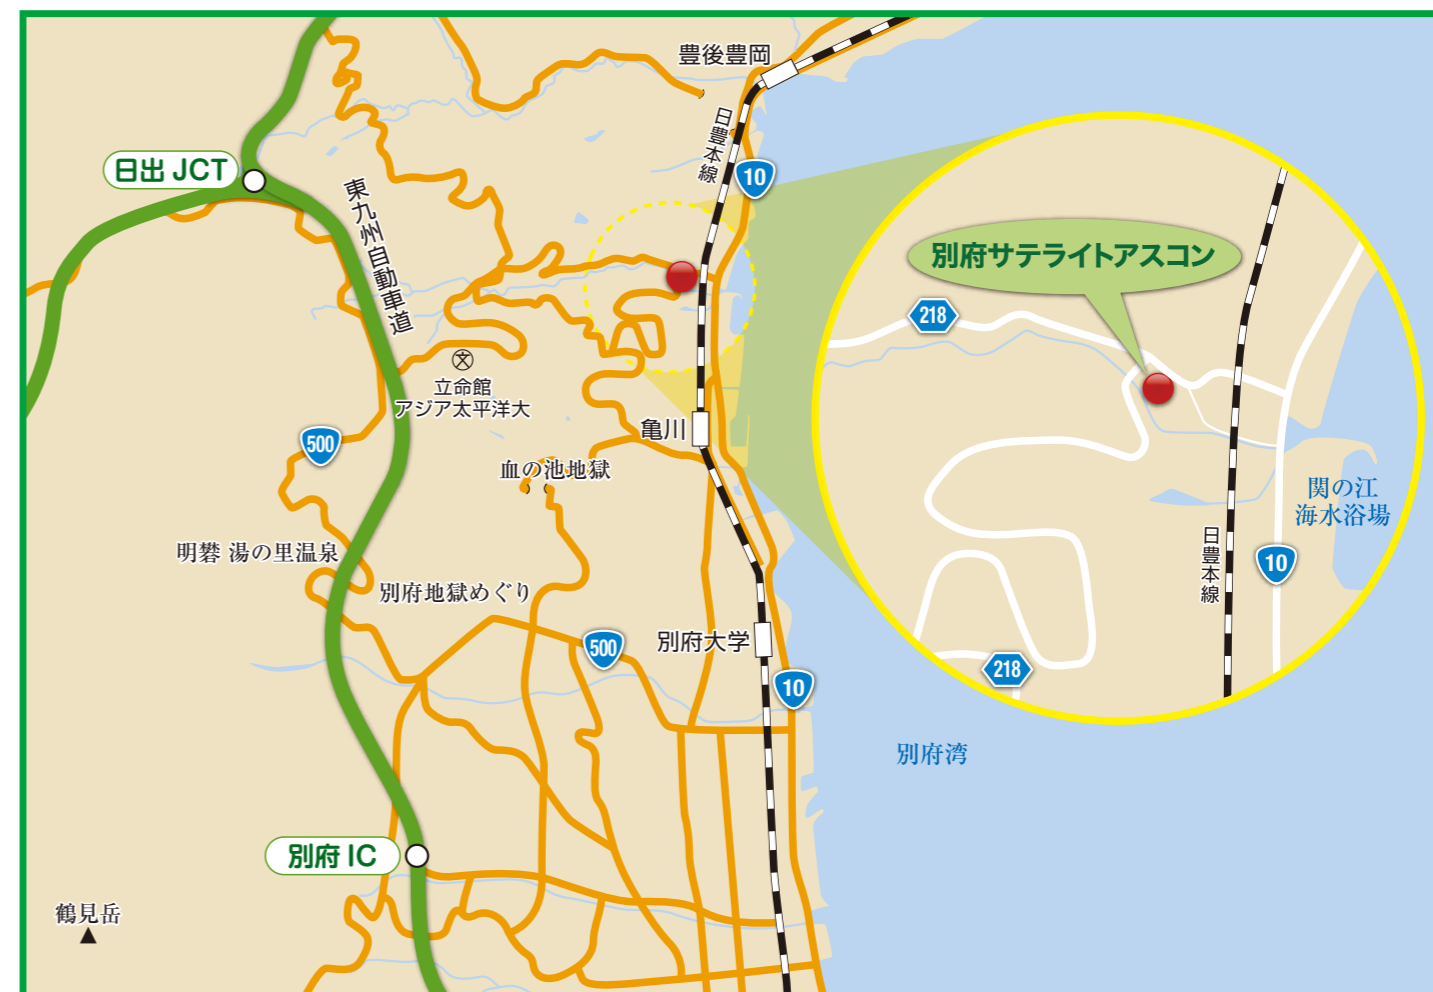 豊後豊岡
日豊本線
10
日出 JCT
東九州自動車道
別府サテライトアスコン
218
立命館
アジア太平洋大
500
亀川
血の池地獄
関の江
海水浴場
日豊本線
10
明礬 湯の里温泉
別府地獄めぐり
500
別府大学
218
10
別府湾
別府 IC
鶴見岳